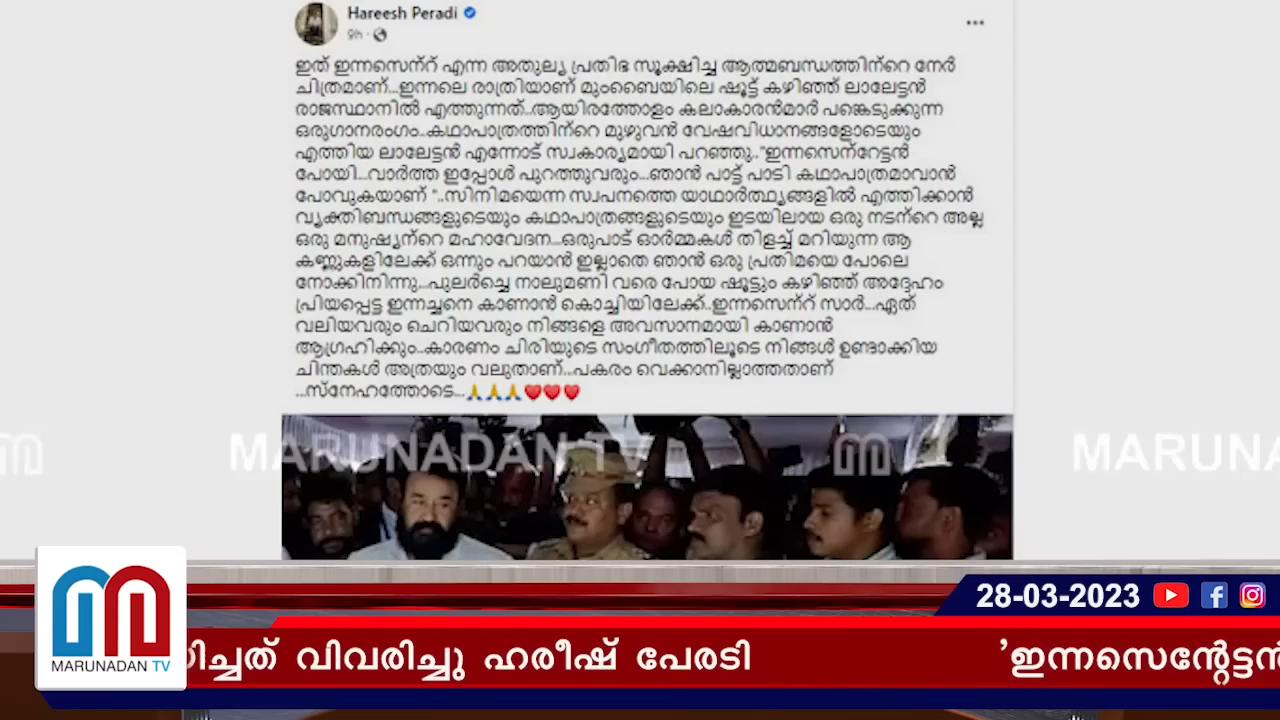 Hareesh Peradi
9h
ഇത് ഇന്നസെന്റ് എന്ന അതുല്യ പ്രതിഭ സൂക്ഷിച്ച ആത്മബന്ധത്തിന്റെ നേർ
ചിത്രമാണ്...ഇന്നലെ രാത്രിയാണ് മുംബൈയിലെ ഷൂട്ട് കഴിഞ്ഞ് ലാലേട്ടൻ
രാജസ്ഥാനിൽ എത്തുന്നത്..ആയിരത്തോളം കലാകാരൻമാർ പങ്കെടുക്കുന്ന
ഒരുഗാനരംഗം..കഥാപാത്രത്തിന്റെ മുഴുവൻ വേഷവിധാനങ്ങളോടെയും
എത്തിയ ലാലേട്ടൻ എന്നോട് സ്വകാര്യമായി പറഞ്ഞു.."ഇന്നസെന്റേട്ടൻ
പോയി...വാർത്ത ഇപ്പോൾ പുറത്തുവരും...ഞാൻ പാട്ട് പാടി കഥാപാത്രമാവാൻ
പോവുകയാണ് "..സിനിമയെന്ന സ്വപനത്തെ യാഥാർത്ഥ്യങ്ങളിൽ എത്തിക്കാൻ
വ്യക്തിബന്ധങ്ങളുടെയും കഥാപാത്രങ്ങളുടെയും ഇടയിലായ ഒരു നടന്റെ അല്ല
ഒരു മനുഷ്യന്റെ മഹാവേദന...ഒരുപാട് ഓർമ്മകൾ തിളച്ച് മറിയുന്ന ആ
കണ്ണുകളിലേക്ക് ഒന്നും പറയാൻ ഇല്ലാതെ ഞാൻ ഒരു പ്രതിമയെ പോലെ
നോക്കിനിന്നു...പുലർച്ചെ നാലുമണി വരെ പോയ ഷൂട്ടും കഴിഞ്ഞ് അദ്ദേഹം
പ്രിയപ്പെട്ട ഇന്നച്ചനെ കാണാൻ കൊച്ചിയിലേക്ക്..ഇന്നസെന്റ് സാർ...ഏത്
വലിയവരും ചെറിയവരും നിങ്ങളെ അവസാനമായി കാണാൻ
ആഗ്രഹിക്കും..കാരണം ചിരിയുടെ സംഗീതത്തിലൂടെ നിങ്ങൾ ഉണ്ടാക്കിയ
ചിന്തകൾ അത്രയും വലുതാണ്...പകരം വെക്കാനില്ലാത്തതാണ്
...സ്നേഹത്തോടെ...🙏🙏🙏❤️❤️❤️
MARUNADAN TV
MARUNA
28-03-2023
MARUNADAN TV
യിച്ചത് വിവരിച്ചു ഹരീഷ് പേരടി 'ഇന്നസെന്റേട്ടൻ